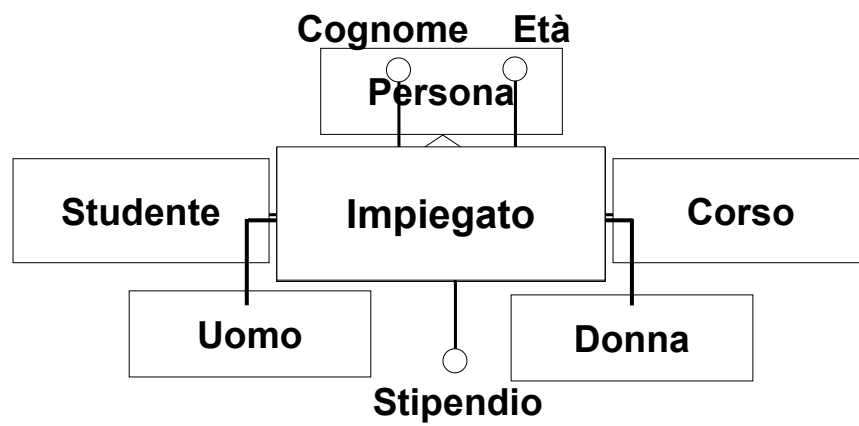 Cognome Età
Persona
Studente Impiegato Corso
Uomo Donna
Stipendio